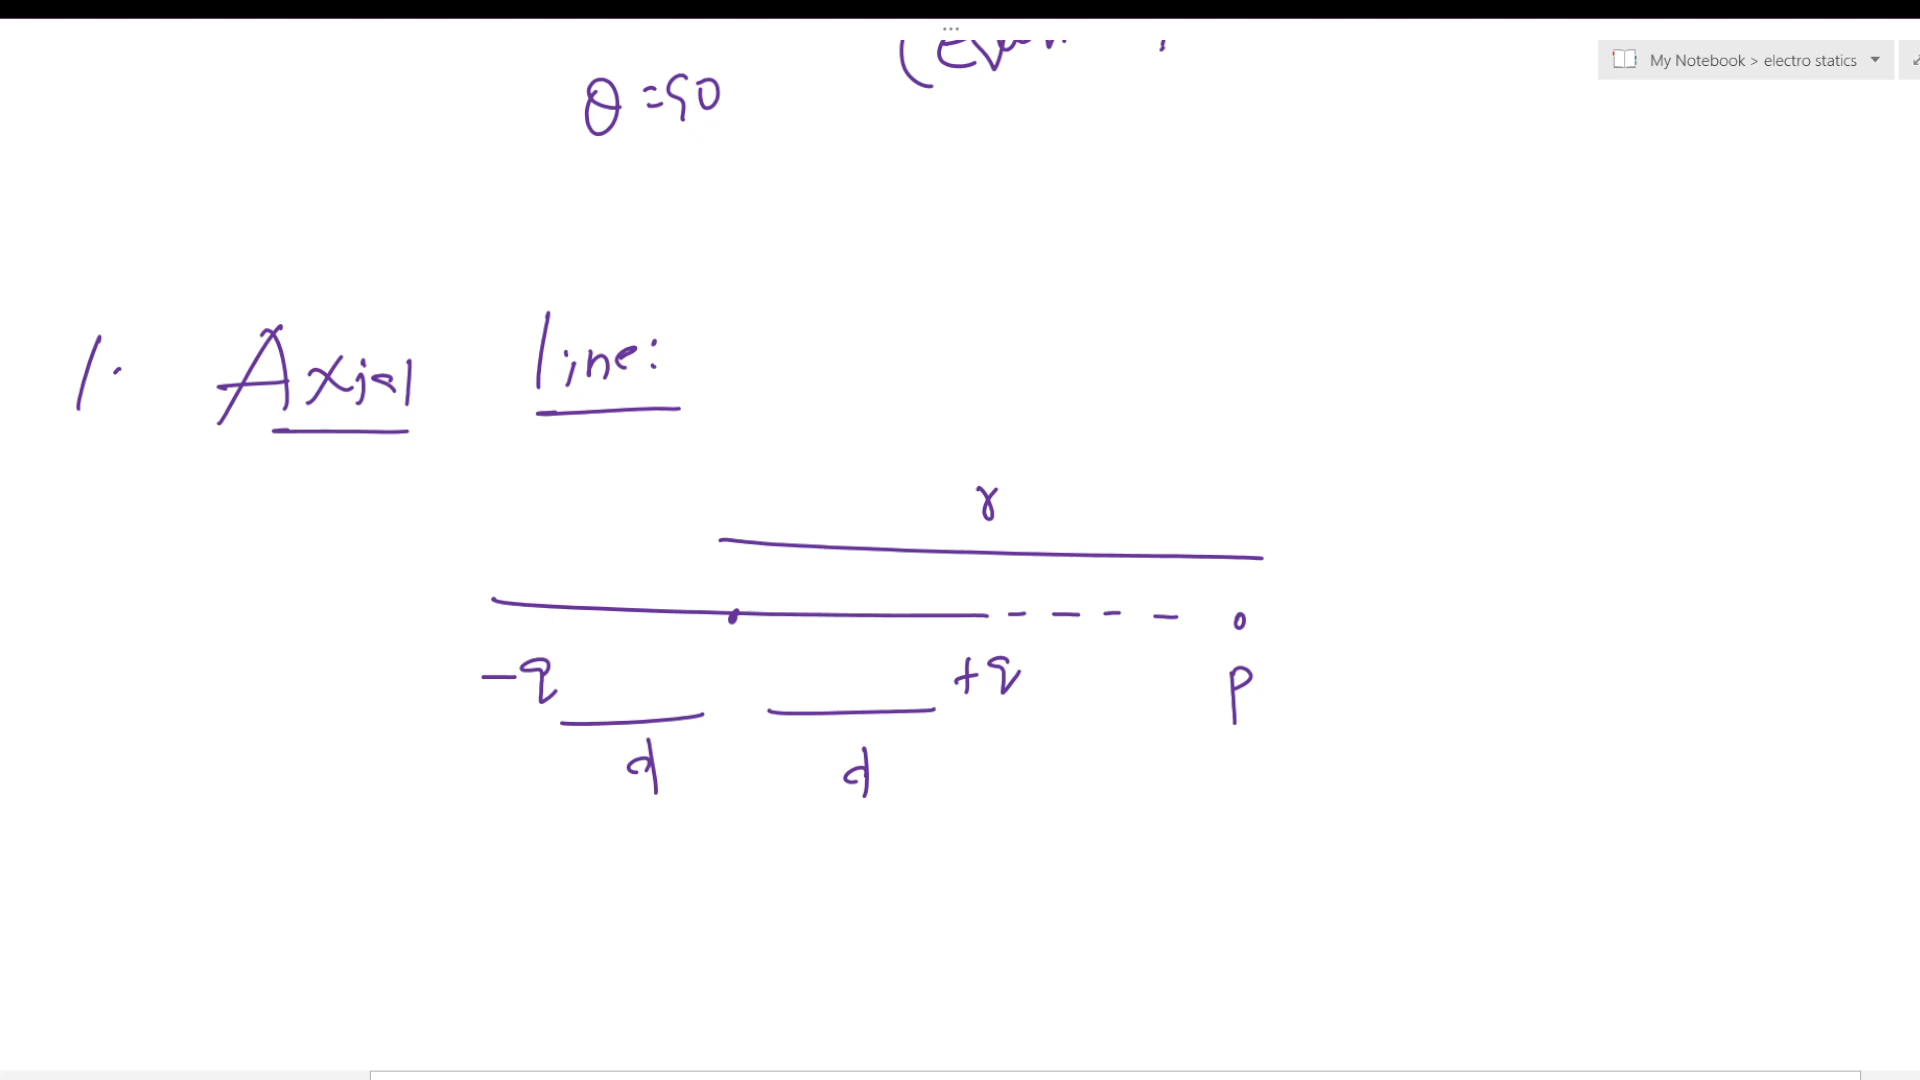 My Notebook > electro statics
θ = 90
1. Axial line:
r
-q +q P
d d